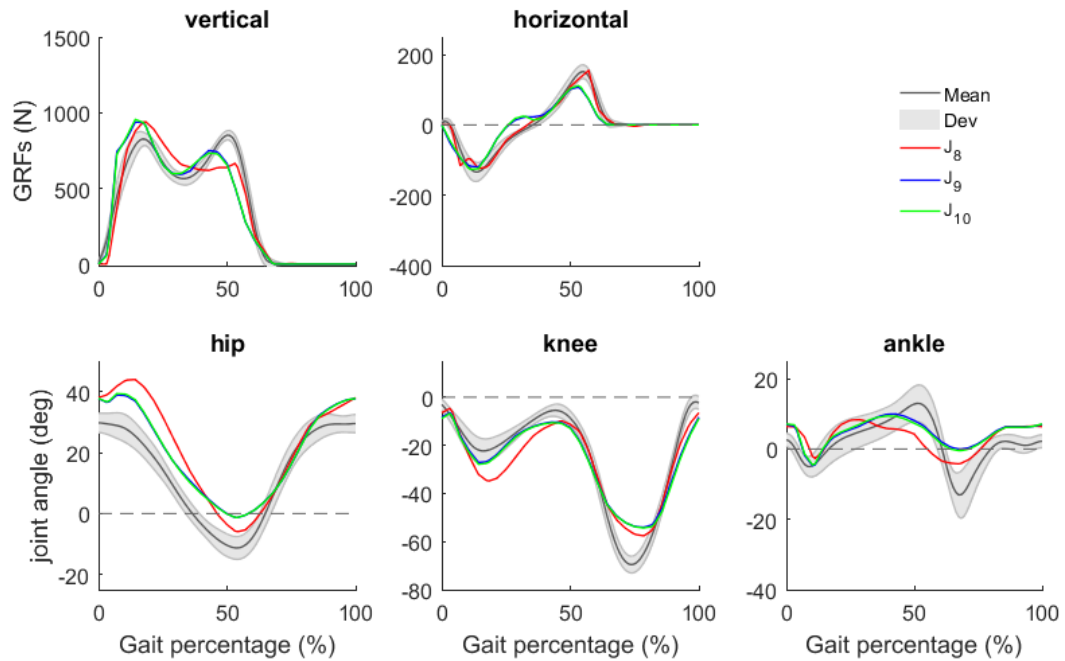 vertical
horizontal
GRFs (N)
1500
1000
500
0
0
50
100
200
0
-200
-400
0
50
100
Mean
Dev
J8
J9
J10
hip
knee
ankle
joint angle (deg)
40
20
0
-20
0
50
100
Gait percentage (%)
0
-20
-40
-60
-80
0
50
100
Gait percentage (%)
20
0
-20
-40
0
50
100
Gait percentage (%)